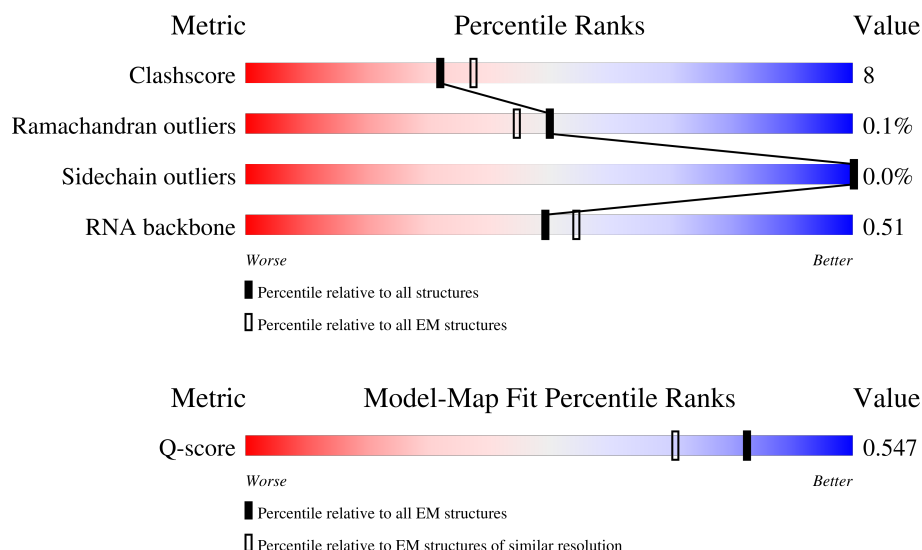 Metric Percentile Ranks Value
Clashscore 8
Ramachandran outliers 0.1%
Sidechain outliers 0.0%
RNA backbone 0.51
Worse Better
Percentile relative to all structures
Percentile relative to all EM structures
Metric Model-Map Fit Percentile Ranks Value
Q-score 0.547
Worse Better
Percentile relative to all EM structures
Percentile relative to EM structures of similar resolution